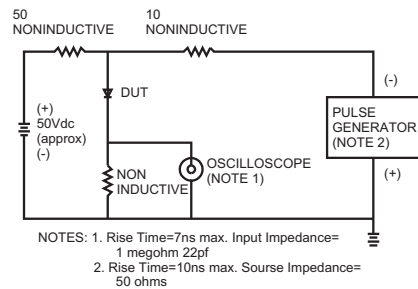 50
NONINDUCTIVE
10
NONINDUCTIVE
DUT
(+)
50Vdc
(approx)
(-)
NON
INDUCTIVE
OSCILLOSCOPE
(NOTE 1)
(-)
PULSE
GENERATOR
(NOTE 2)
(+)
NOTES: 1. Rise Time=7ns max. Input Impedance=
1 megohm 22pf
2. Rise Time=10ns max. Sourse Impedance=
50 ohms